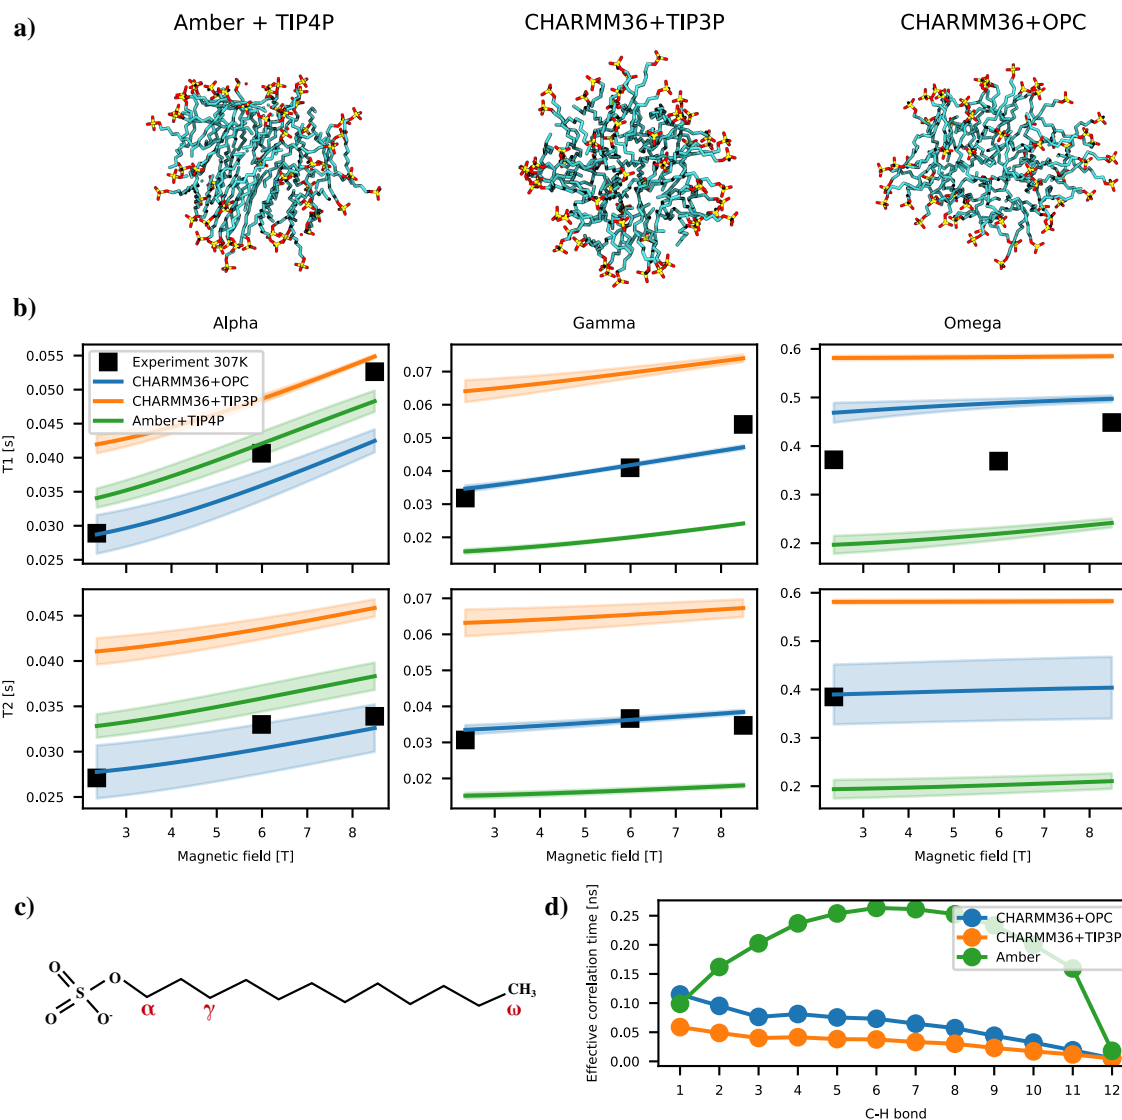 a)
Amber + TIP4P
CHARMM36+TIP3P
CHARMM36+OPC
b)
Alpha
Gamma
Omega
T1 [s]
0.055
0.050
0.045
0.040
0.035
0.030
0.025
Experiment 307K
CHARMM36+OPC
CHARMM36+TIP3P
Amber+TIP4P
0.07
0.06
0.05
0.04
0.03
0.02
0.6
0.5
0.4
0.3
0.2
T2 [s]
0.045
0.040
0.035
0.030
0.025
0.07
0.06
0.05
0.04
0.03
0.02
0.6
0.5
0.4
0.3
0.2
3 4 5 6 7 8
3 4 5 6 7 8
3 4 5 6 7 8
Magnetic field [T]
Magnetic field [T]
Magnetic field [T]
c)
O
S
O
O
O-
CH3
α
γ
ω
d)
Effective correlation time [ns]
0.25
0.20
0.15
0.10
0.05
0.00
CHARMM36+OPC
CHARMM36+TIP3P
Amber
1 2 3 4 5 6 7 8 9 10 11 12
C-H bond